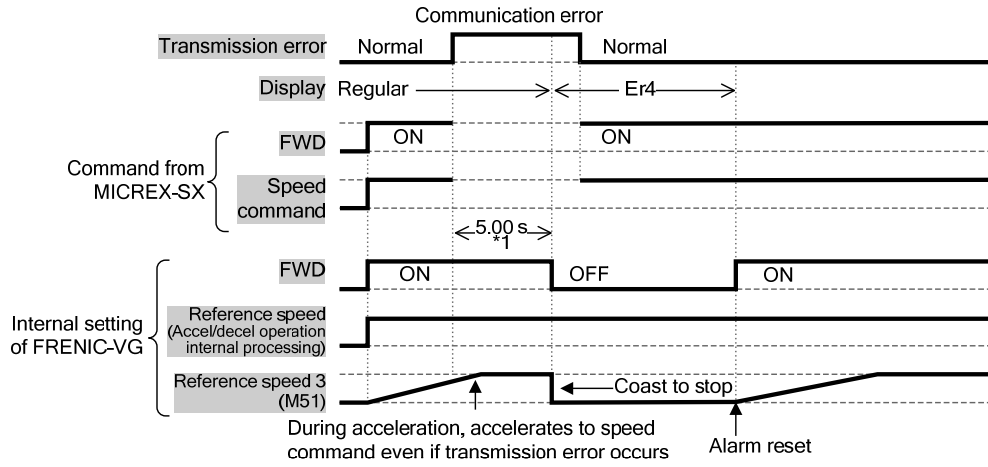 Communication error
Transmission error
Normal
Normal
Display
Regular
Er4
FWD
ON
ON
Command from
MICREX-SX
Speed
command
5.00 s
*1
FWD
ON
OFF
ON
Internal setting
of FRENIC-VG
Reference speed
(Accel/decel operation
internal processing)
Reference speed 3
(M51)
Coast to stop
During acceleration, accelerates to speed
command even if transmission error occurs
Alarm reset